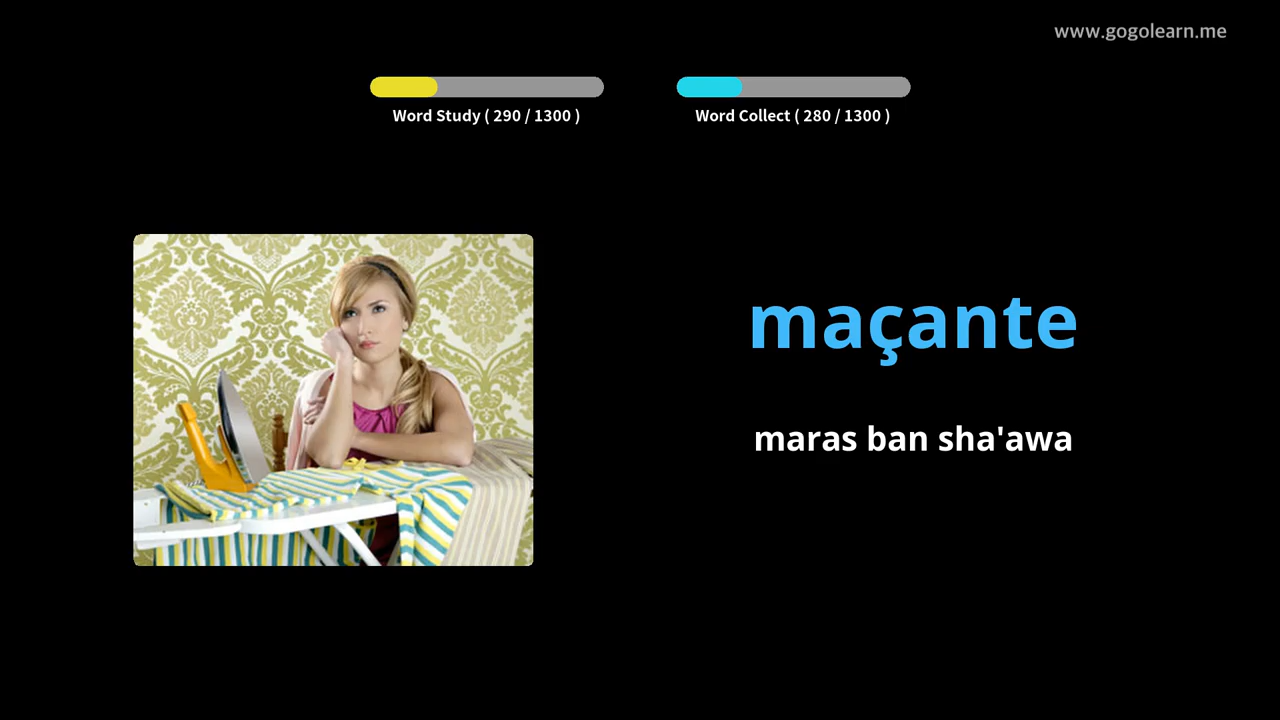 www.gogolearn.me
Word Study ( 290 / 1300 )
Word Collect ( 280 / 1300 )
maçante
maras ban sha'awa